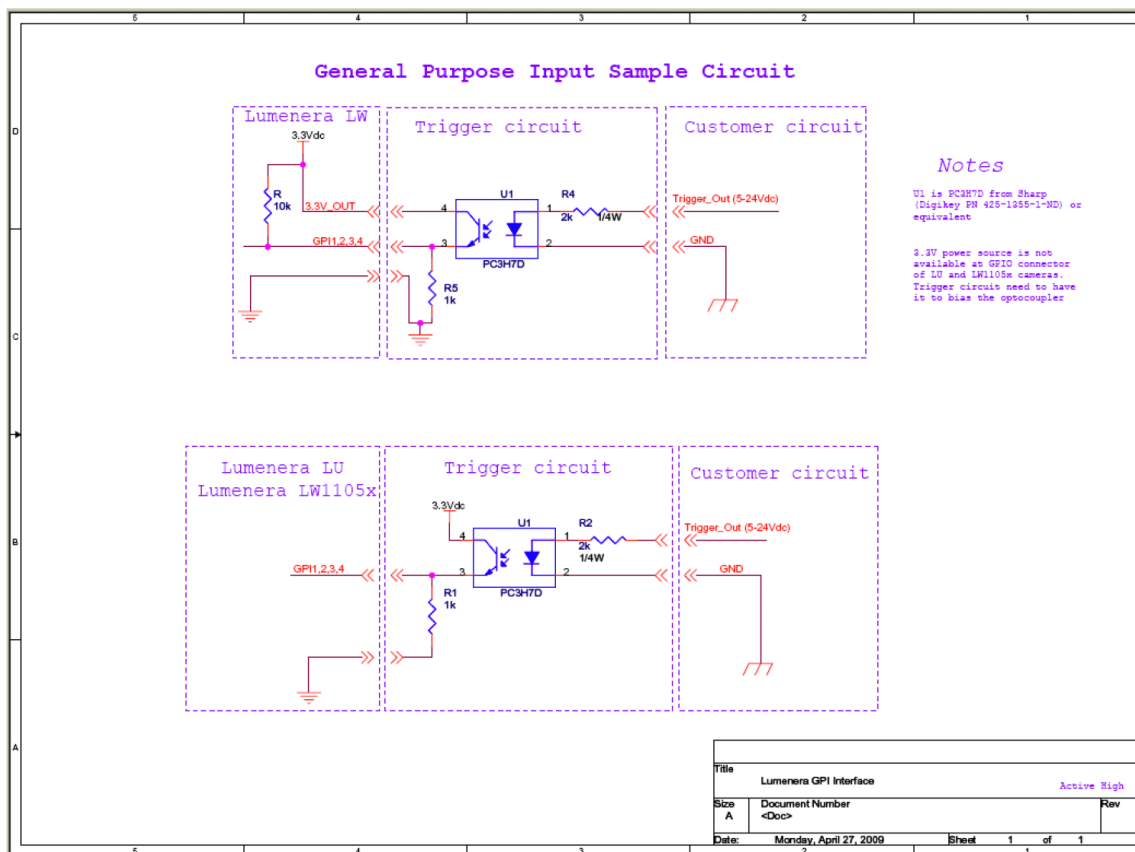 5 4 3 2 1
General Purpose Input Sample Circuit
D
Lumenera LW
Trigger circuit
Customer circuit
3.3Vdc
R
10k
3.3V_OUT
GPI1,2,3,4
U1
4
3
1
2
PC3H7D
R4
2k
1/4W
R5
1k
Trigger_Out (5-24Vdc)
GND
Notes
U1 is PC3H7D from Sharp
(Digikey PN 425-1355-1-ND) or
equivalent
3.3V power source is not
available at GPIO connector
of LU and LW1105x cameras.
Trigger circuit need to have
it to bias the optocoupler
C
Lumenera LU
Lumenera LW1105x
Trigger circuit
Customer circuit
3.3Vdc
B
GPI1,2,3,4
U1
4
3
1
2
PC3H7D
R2
2k
1/4W
R1
1k
Trigger_Out (5-24Vdc)
GND
A
Title
Lumenera GPI Interface
Active High
Size
A
Document Number
<Doc>
Rev
Date: Monday, April 27, 2009 Sheet 1 of 1
5 4 3 2 1